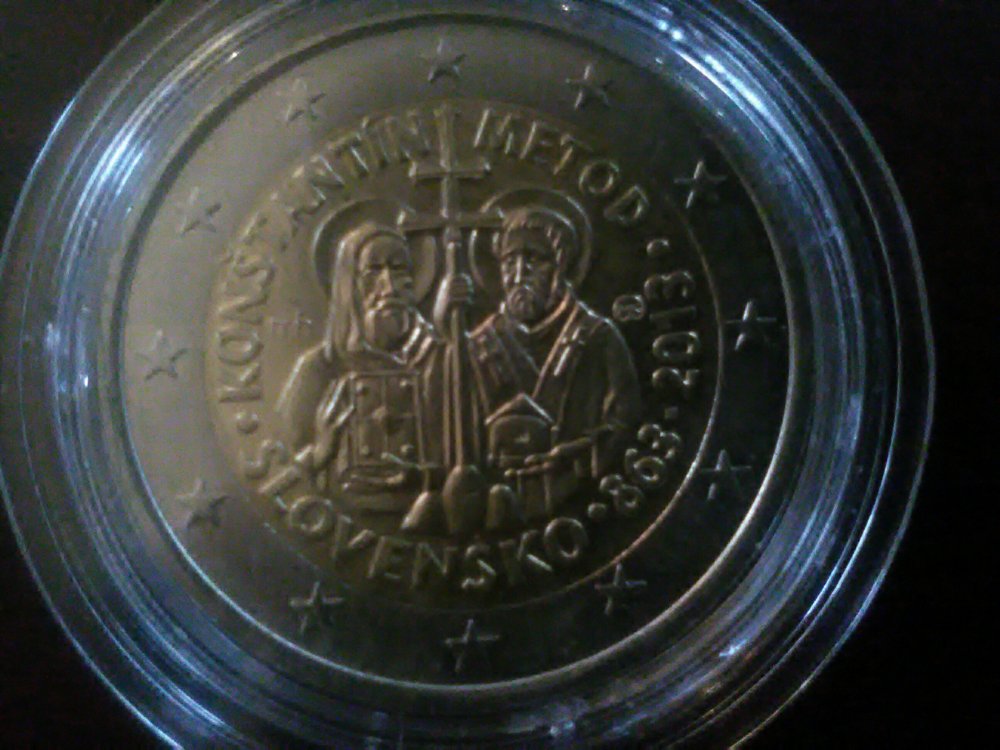 KONŠTANTÍN I METOD
SLOVENSKO
863
2013